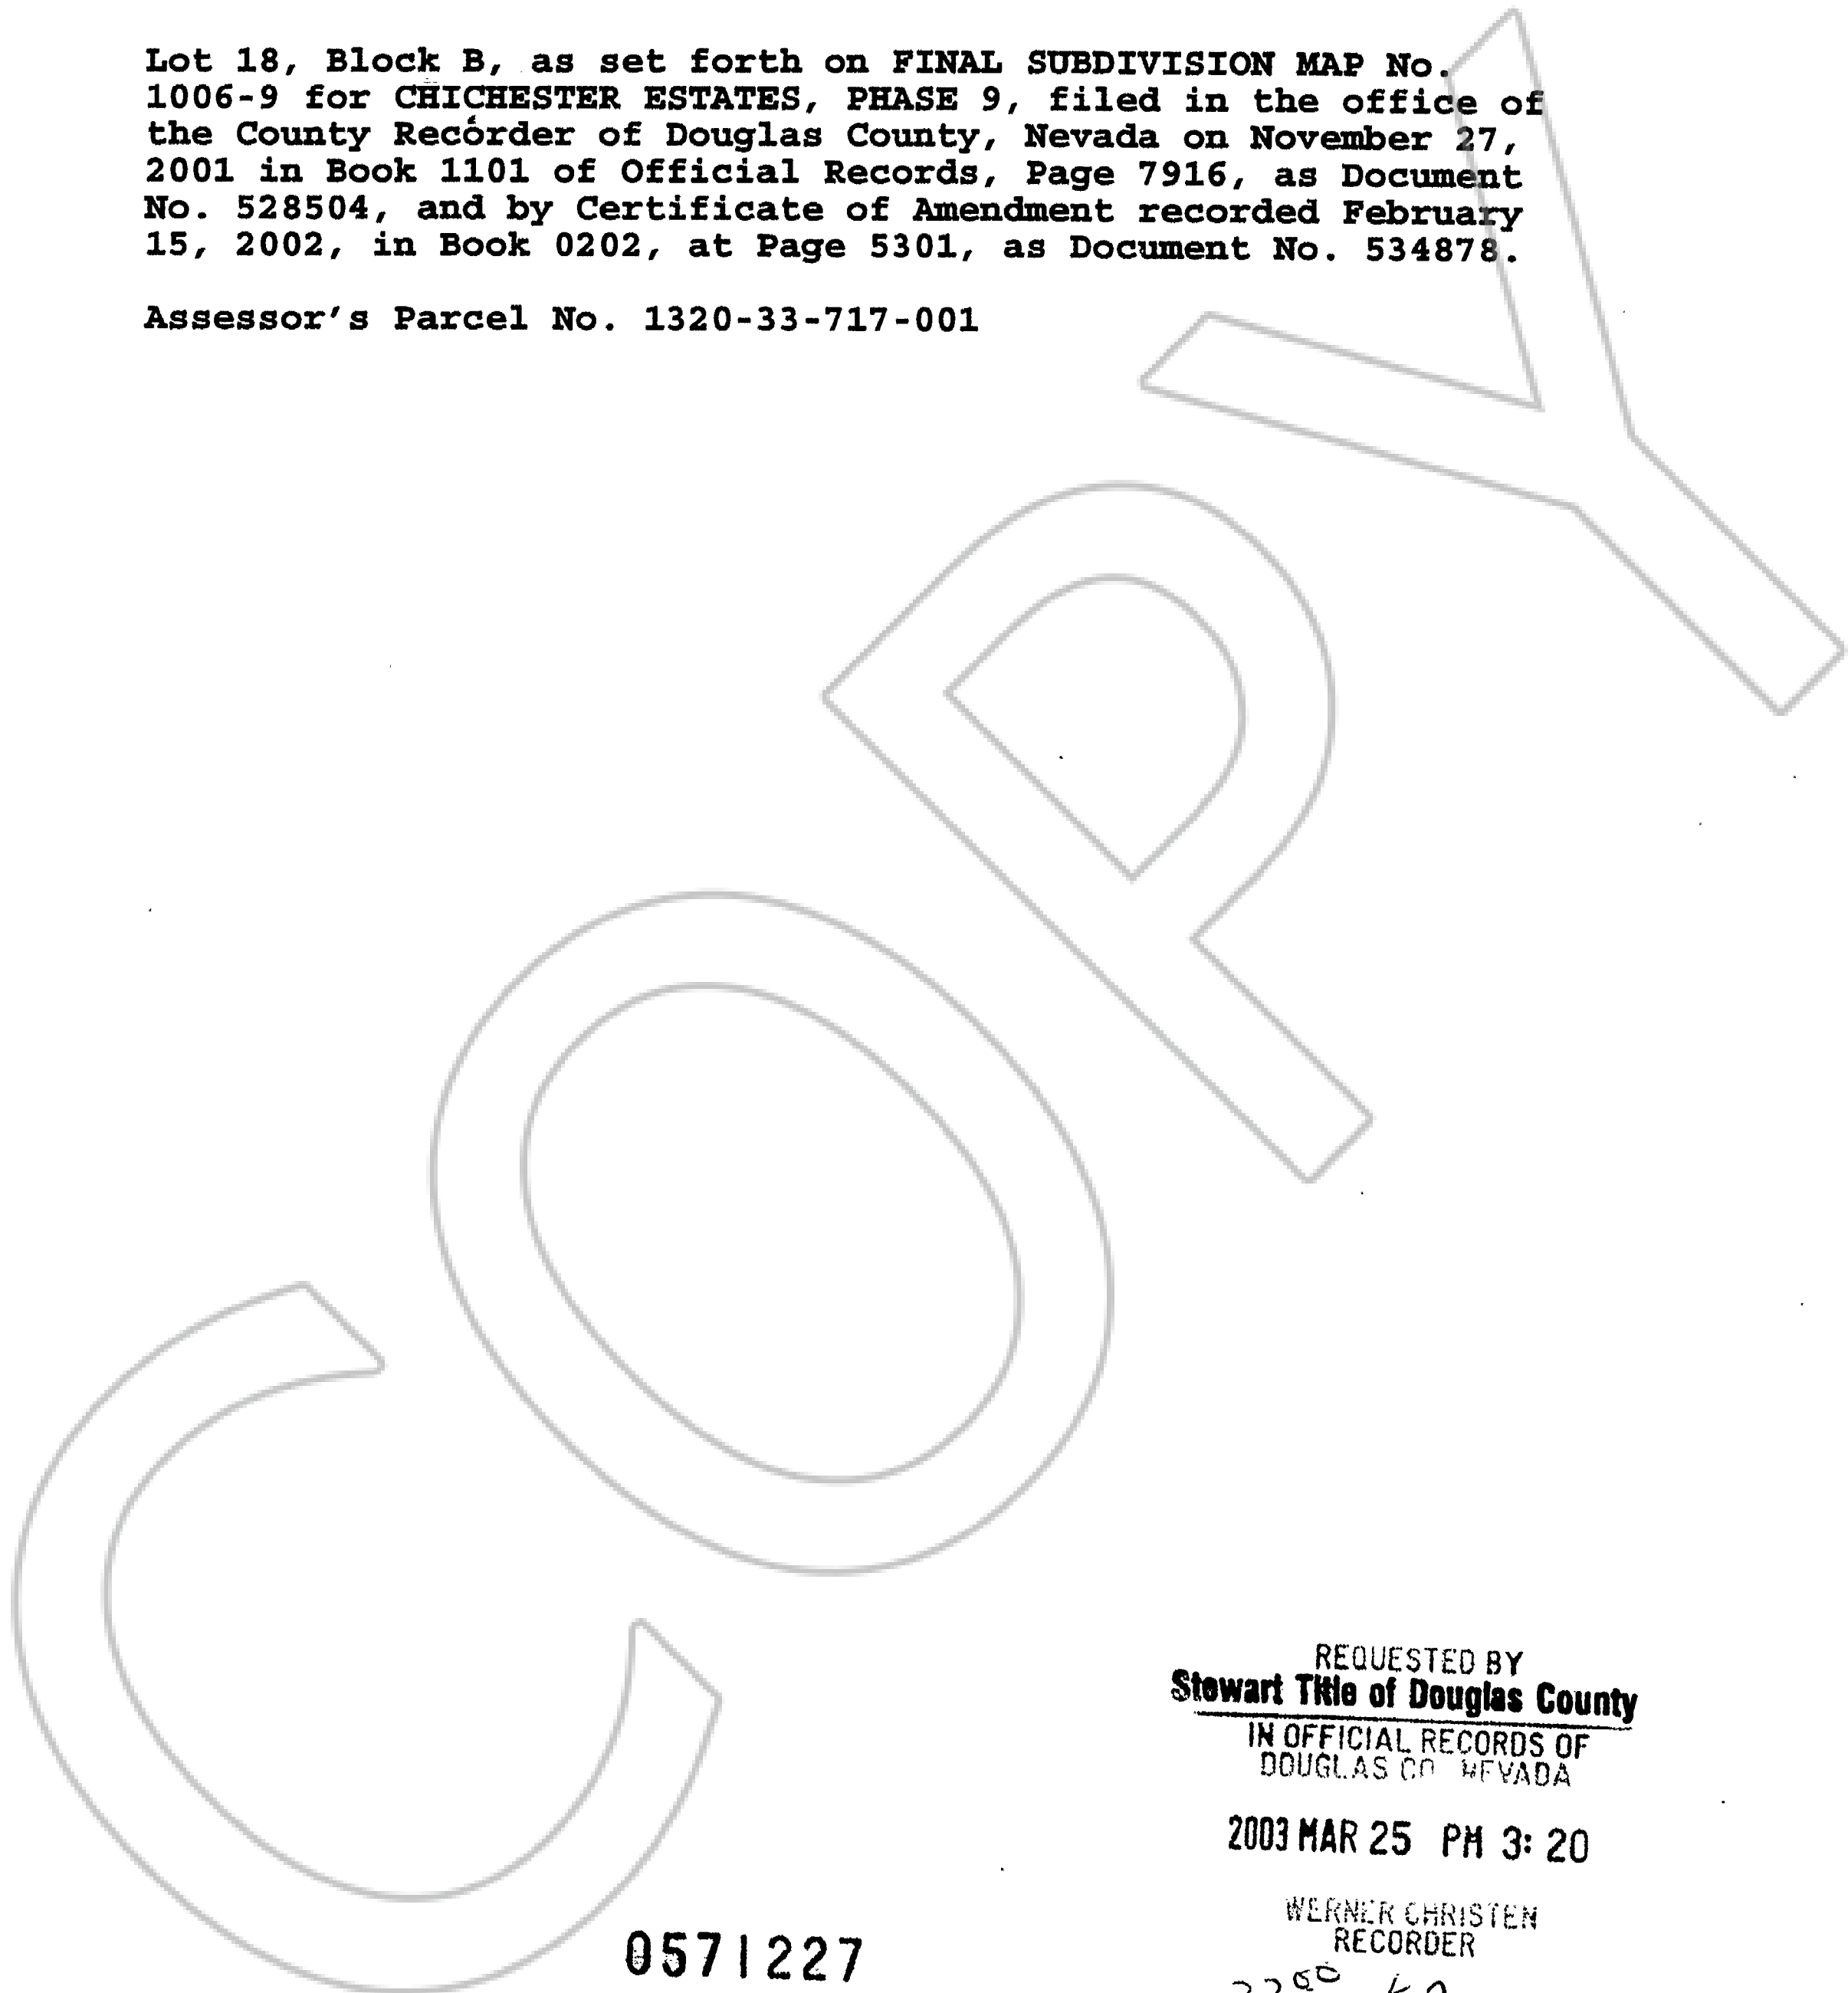 Lot 18, Block B, as set forth on FINAL SUBDIVISION MAP No.
1006-9 for CHICHESTER ESTATES, PHASE 9, filed in the office of
the County Recorder of Douglas County, Nevada on November 27,
2001 in Book 1101 of Official Records, Page 7916, as Document
No. 528504, and by Certificate of Amendment recorded February
15, 2002, in Book 0202, at Page 5301, as Document No. 534878.
Assessor's Parcel No. 1320-33-717-001
COPY
REQUESTED BY
Stewart Title of Douglas County
IN OFFICIAL RECORDS OF
DOUGLAS CO NEVADA
2003 MAR 25 PM 3: 20
WERNER CHRISTEN
RECORDER
0571227